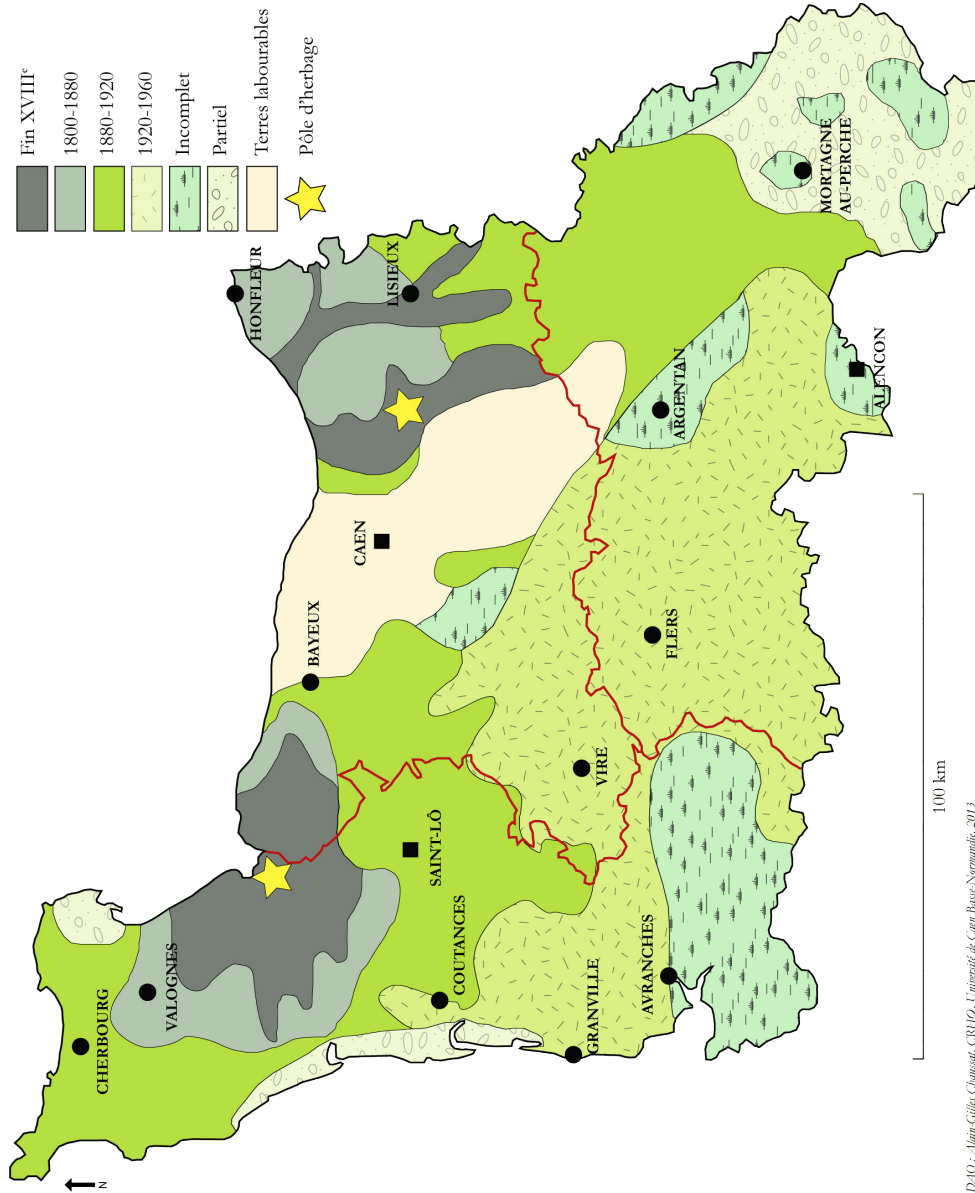 Fin XVIIIᵉ
1800-1880
1880-1920
1920-1960
Incomplet
Partiel
Terres labourables
Pôle d'herbage
N
CHERBOURG
VALOGNES
HONFLEUR
LISIEUX
BAYEUX
CAEN
SAINT-LÔ
COUTANCES
GRANVILLE
AVRANCHES
VIRE
FLERS
ARGENTAN
ALENCON
MORTAGNE
AU-PERCHE
100 km
DAO : Alain-Gilles Chaussat, CRHQ, Université de Caen Basse-Normandie, 2013